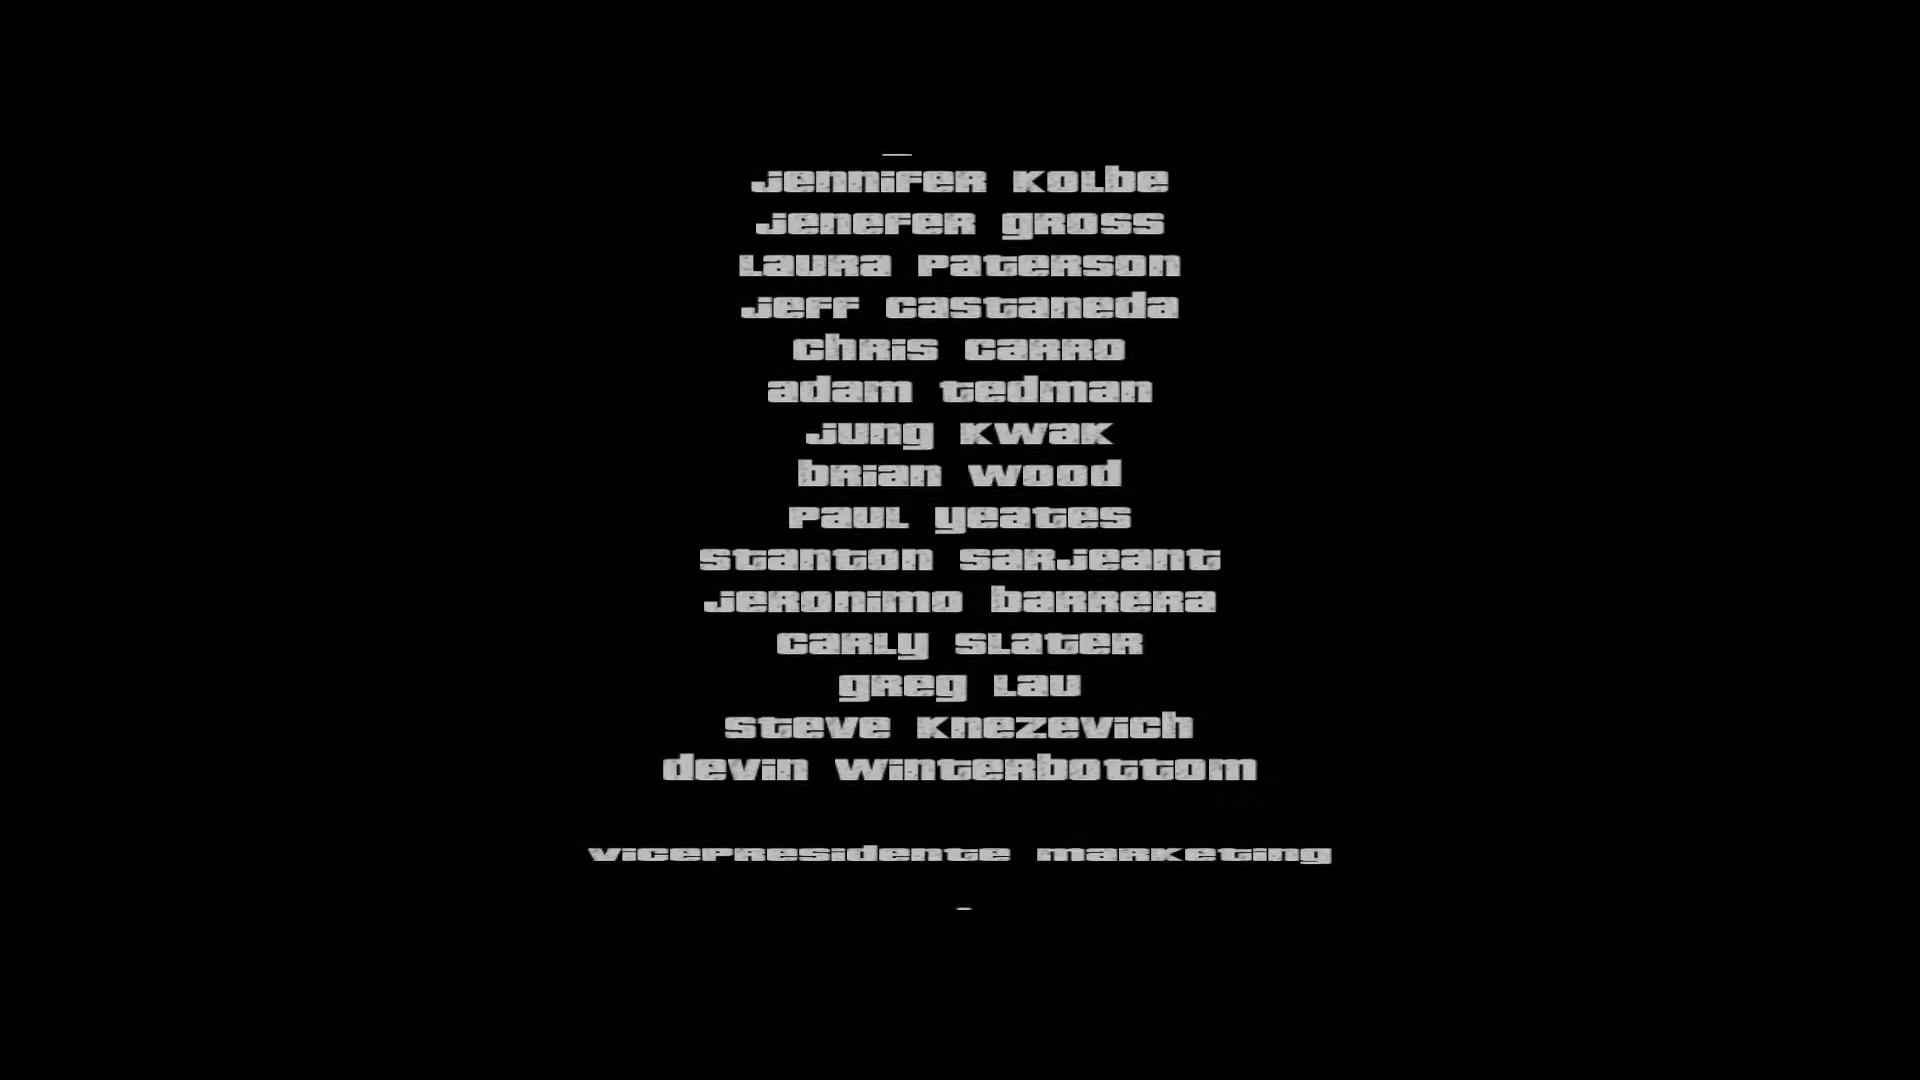 Jennifer Kolbe
Jenefer Gross
Laura Paterson
Jeff Castaneda
Chris Carro
Adam Tedman
Jung Kwak
Brian Wood
Paul Yeates
Stanton Sarjeant
Jeronimo Barrera
Carly Slater
Greg Lau
Steve Knezevich
Devin Winterbottom
Vicepresidente Marketing